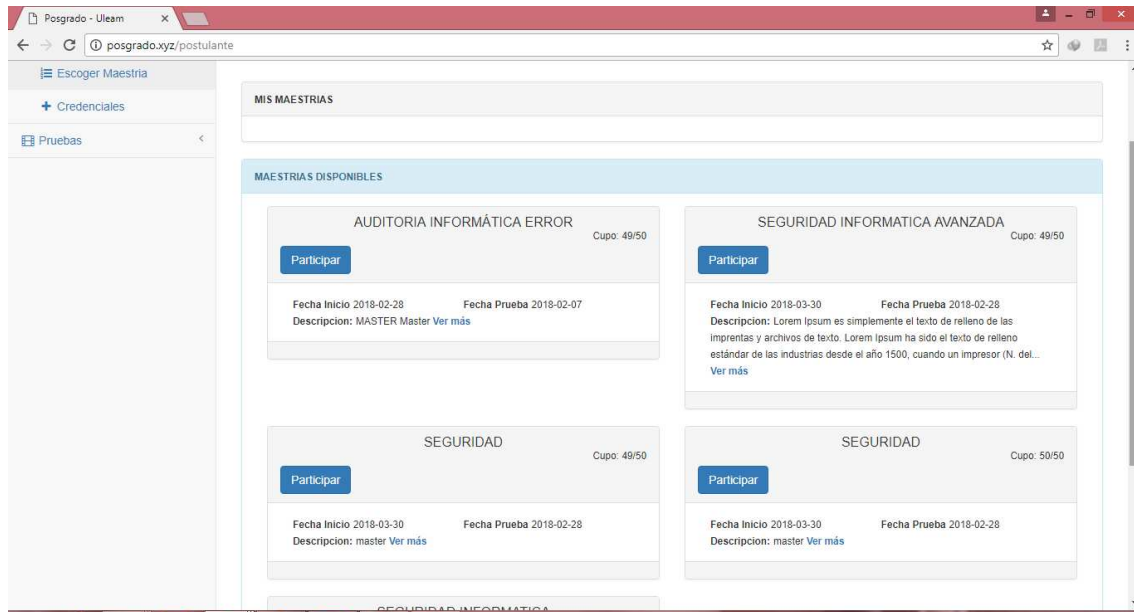 Posgrado - Uleam
posgrado.xyz/postulante
Escoger Maestria
Credenciales
Pruebas
MIS MAESTRIAS
MAESTRIAS DISPONIBLES
AUDITORIA INFORMÁTICA ERROR
Cupo: 49/50
Participar
Fecha Inicio 2018-02-28 Fecha Prueba 2018-02-07
Descripcion: MASTER Master Ver más
SEGURIDAD INFORMATICA AVANZADA
Cupo: 49/50
Participar
Fecha Inicio 2018-03-30 Fecha Prueba 2018-02-28
Descripcion: Lorem Ipsum es simplemente el texto de relleno de las
imprentas y archivos de texto. Lorem Ipsum ha sido el texto de relleno
estándar de las industrias desde el año 1500, cuando un impresor (N. del...
Ver más
SEGURIDAD
Cupo: 49/50
Participar
Fecha Inicio 2018-03-30 Fecha Prueba 2018-02-28
Descripcion: master Ver más
SEGURIDAD
Cupo: 50/50
Participar
Fecha Inicio 2018-03-30 Fecha Prueba 2018-02-28
Descripcion: master Ver más
SEGURIDAD INFORMATICA